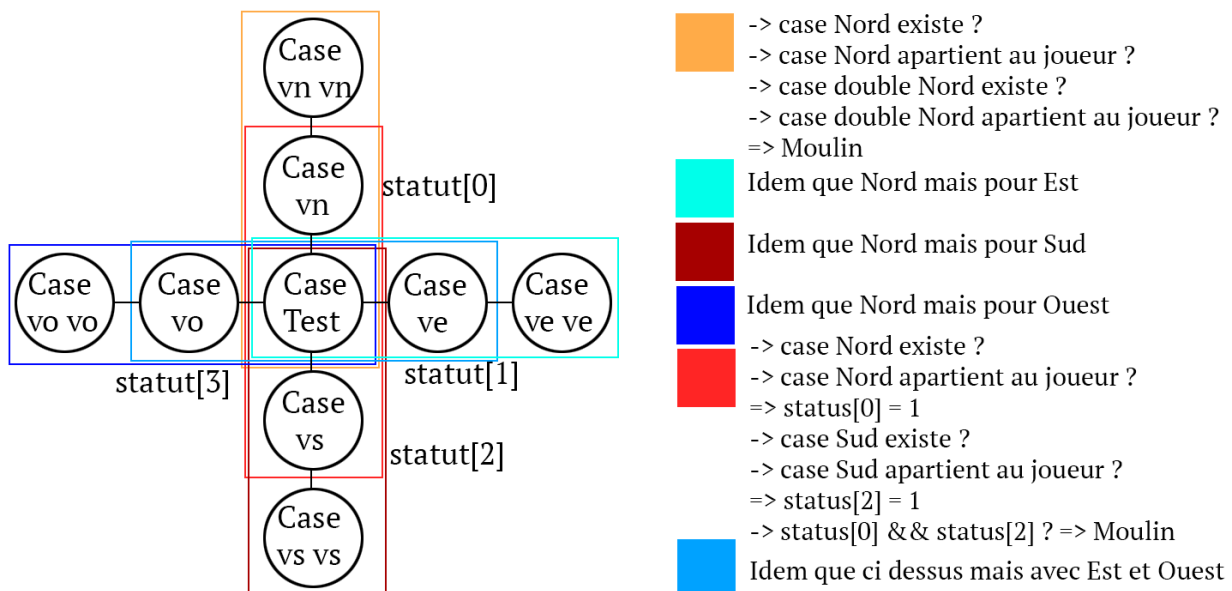 Case
vn vn
Case
vn
statut[0]
Case
vo vo
Case
vo
Case
Test
Case
ve
Case
ve ve
statut[3]
statut[1]
Case
vs
statut[2]
Case
vs vs
-> case Nord existe ?
-> case Nord apartient au joueur ?
-> case double Nord existe ?
-> case double Nord apartient au joueur ?
=> Moulin
Idem que Nord mais pour Est
Idem que Nord mais pour Sud
Idem que Nord mais pour Ouest
-> case Nord existe ?
-> case Nord apartient au joueur ?
=> status[0] = 1
-> case Sud existe ?
-> case Sud apartient au joueur ?
=> status[2] = 1
-> status[0] && status[2] ? => Moulin
Idem que ci dessus mais avec Est et Ouest